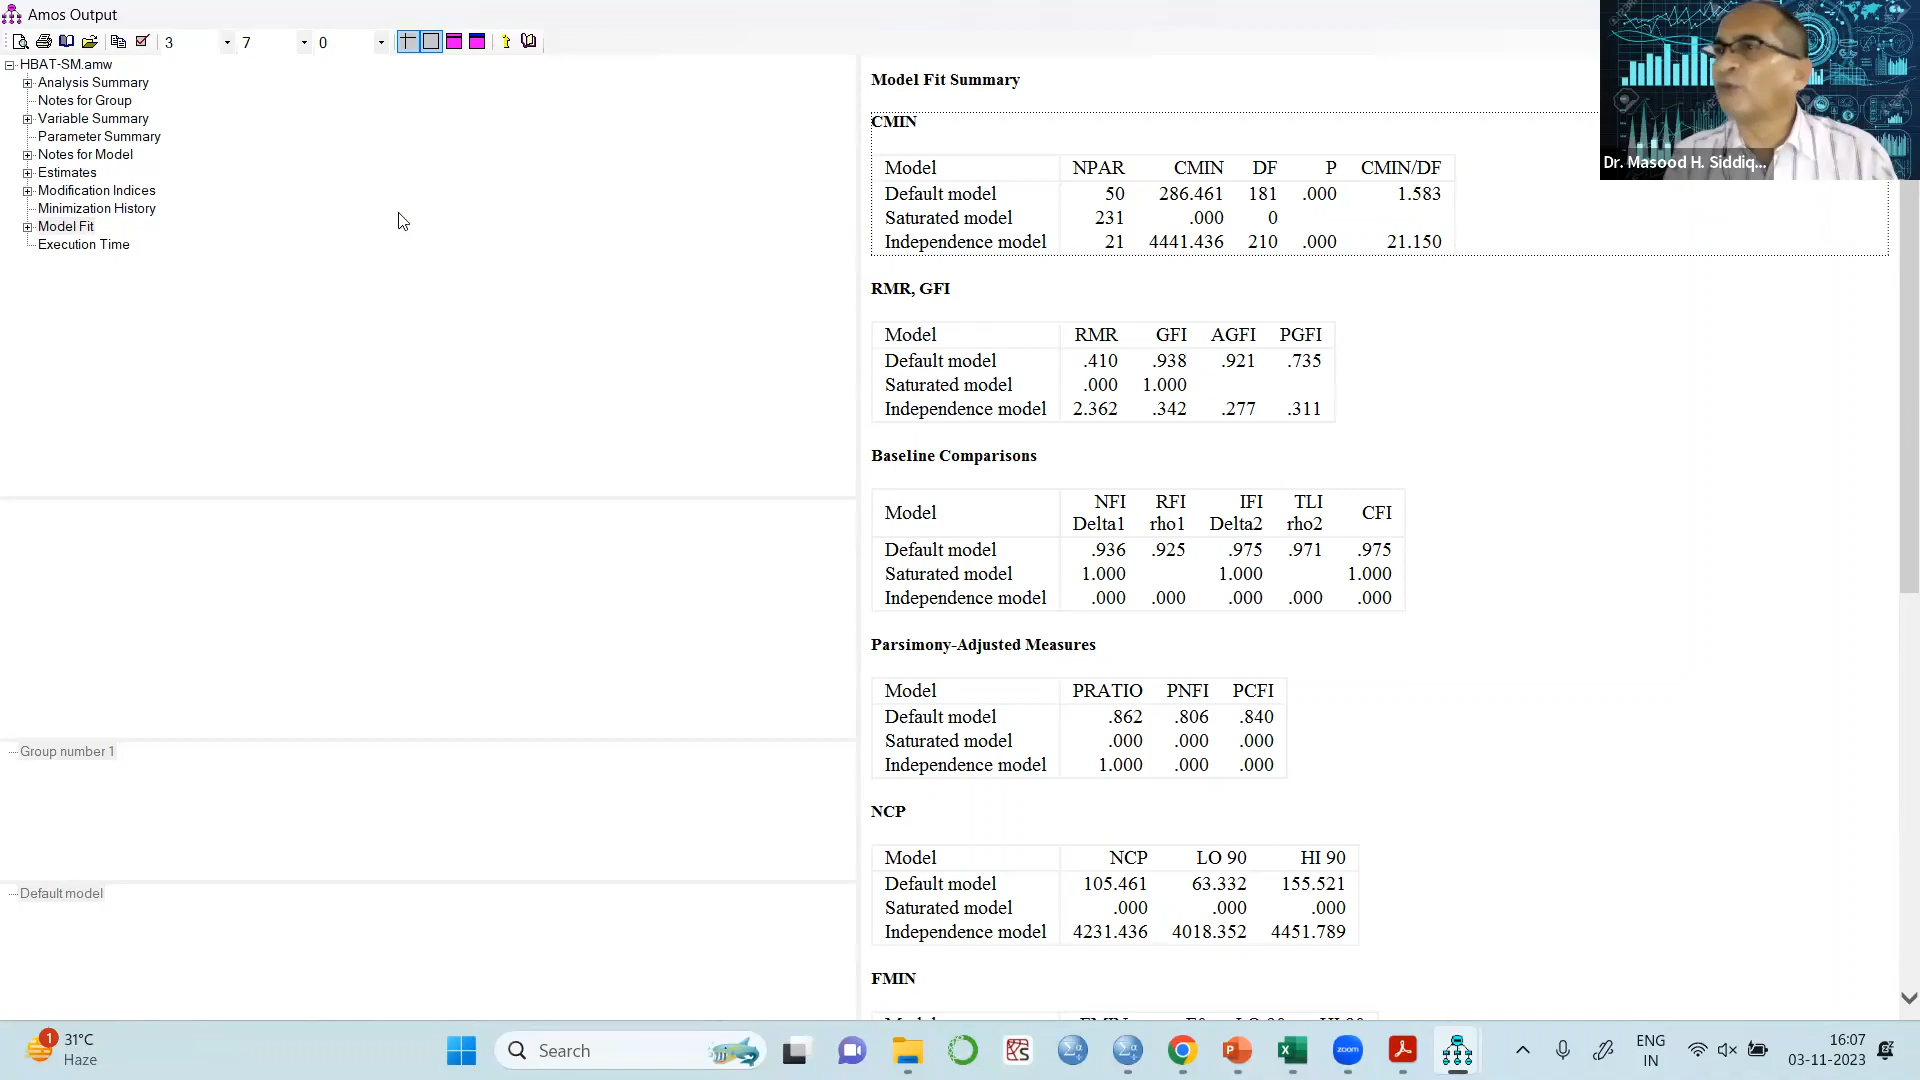 Amos Output
3 7 0
HBAT-SM.amw
Analysis Summary
Notes for Group
Variable Summary
Parameter Summary
Notes for Model
Estimates
Modification Indices
Minimization History
Model Fit
Execution Time
Group number 1
Default model
Model Fit Summary
CMIN
Model NPAR CMIN DF P CMIN/DF
Default model 50 286.461 181 .000 1.583
Saturated model 231 .000 0
Independence model 21 4441.436 210 .000 21.150
RMR, GFI
Model RMR GFI AGFI PGFI
Default model .410 .938 .921 .735
Saturated model .000 1.000
Independence model 2.362 .342 .277 .311
Baseline Comparisons
Model NFI Delta1 RFI rho1 IFI Delta2 TLI rho2 CFI
Default model .936 .925 .975 .971 .975
Saturated model 1.000 1.000 1.000
Independence model .000 .000 .000 .000 .000
Parsimony-Adjusted Measures
Model PRATIO PNFI PCFI
Default model .862 .806 .840
Saturated model .000 .000 .000
Independence model 1.000 .000 .000
NCP
Model NCP LO 90 HI 90
Default model 105.461 63.332 155.521
Saturated model .000 .000 .000
Independence model 4231.436 4018.352 4451.789
FMIN
Dr. Masood H. Siddiq...
1
31°C
Haze
Search
zoom
ENG
IN
16:07
03-11-2023